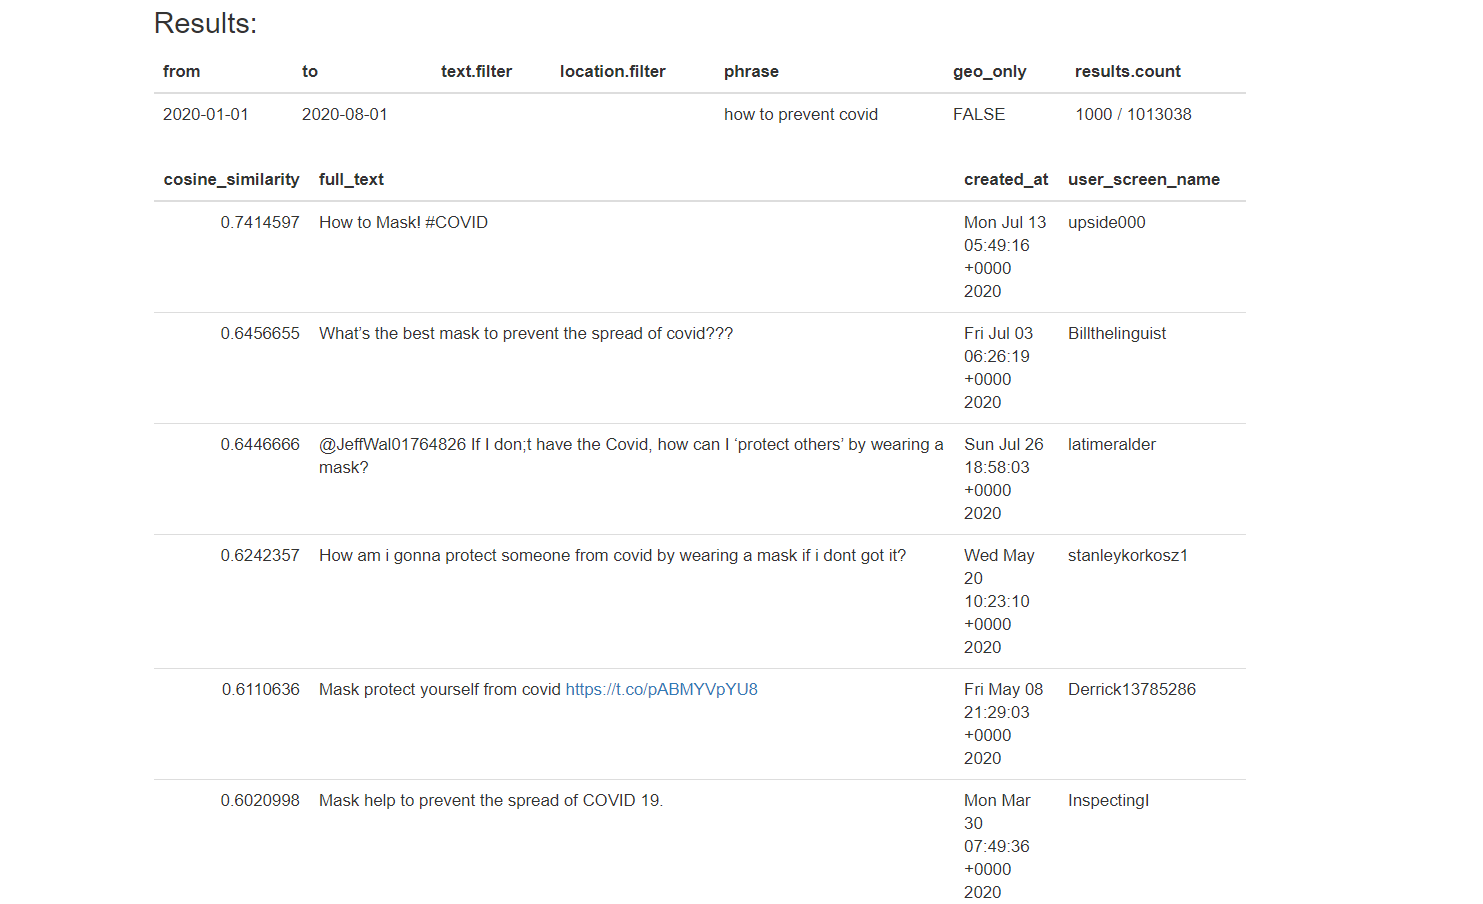 Results:
from to text.filter location.filter phrase geo_only results.count
2020-01-01 2020-08-01 how to prevent covid FALSE 1000 / 1013038
cosine_similarity full_text created_at user_screen_name
0.7414597 How to Mask! #COVID Mon Jul 13 upside000
05:49:16
+0000
2020
0.6456655 What’s the best mask to prevent the spread of covid??? Fri Jul 03 Billthelinguist
06:26:19
+0000
2020
0.6446666 @JeffWal01764826 If I don;t have the Covid, how can I ‘protect others’ by wearing a Sun Jul 26 latimeralder
mask? 18:58:03
+0000
2020
0.6242357 How am i gonna protect someone from covid by wearing a mask if i dont got it? Wed May stanleykorkosz1
20
10:23:10
+0000
2020
0.6110636 Mask protect yourself from covid https://t.co/pABMYVpYU8 Fri May 08 Derrick13785286
21:29:03
+0000
2020
0.6020998 Mask help to prevent the spread of COVID 19. Mon Mar InspectingI
30
07:49:36
+0000
2020